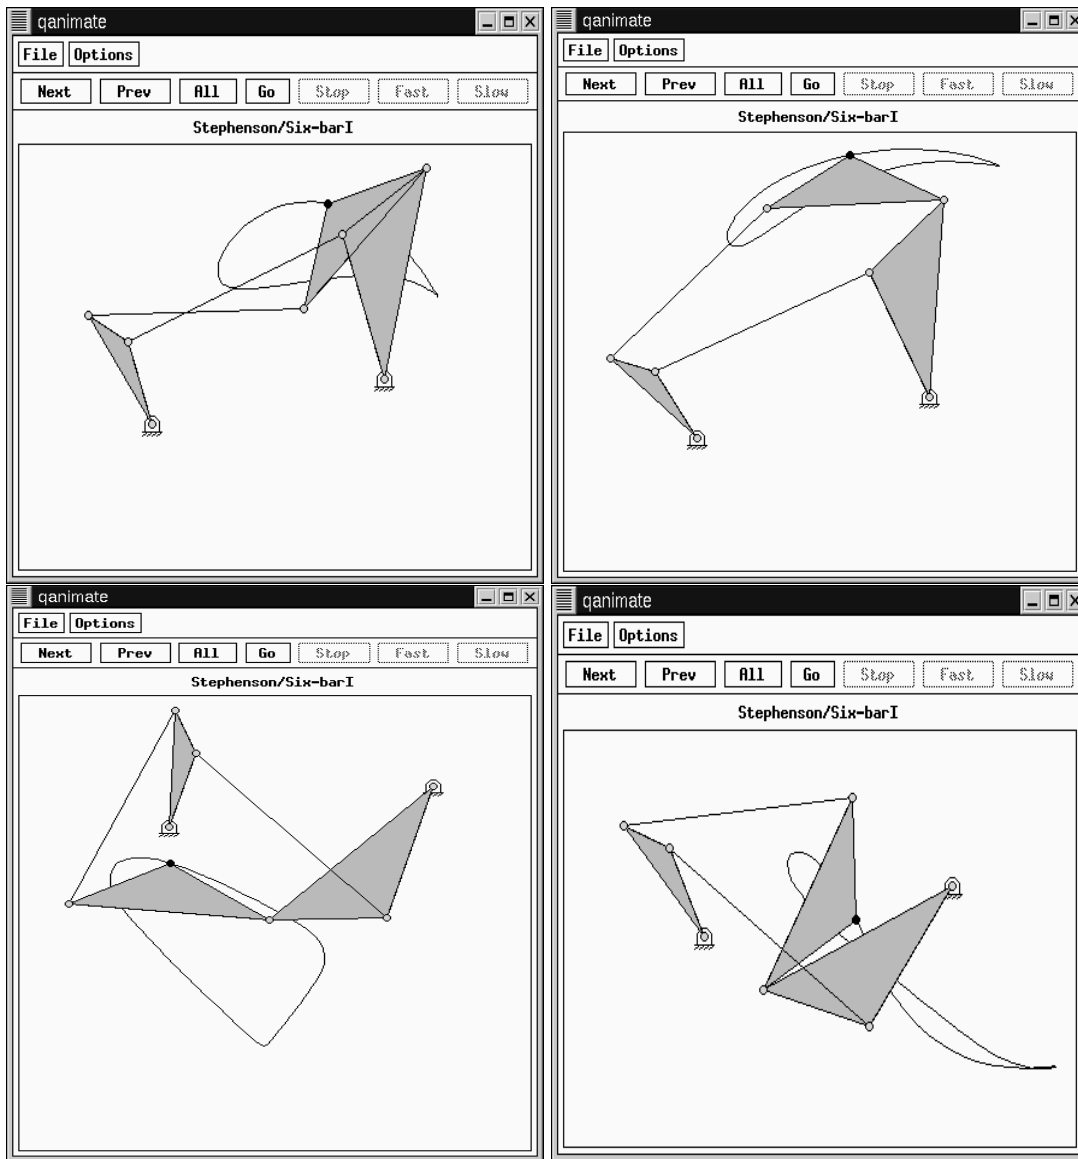 qanimate
File Options
Next Prev All Go Stop Fast Slow
Stephenson/Six-barI
qanimate
File Options
Next Prev All Go Stop Fast Slow
Stephenson/Six-barI
qanimate
File Options
Next Prev All Go Stop Fast Slow
Stephenson/Six-barI
qanimate
File Options
Next Prev All Go Stop Fast Slow
Stephenson/Six-barI